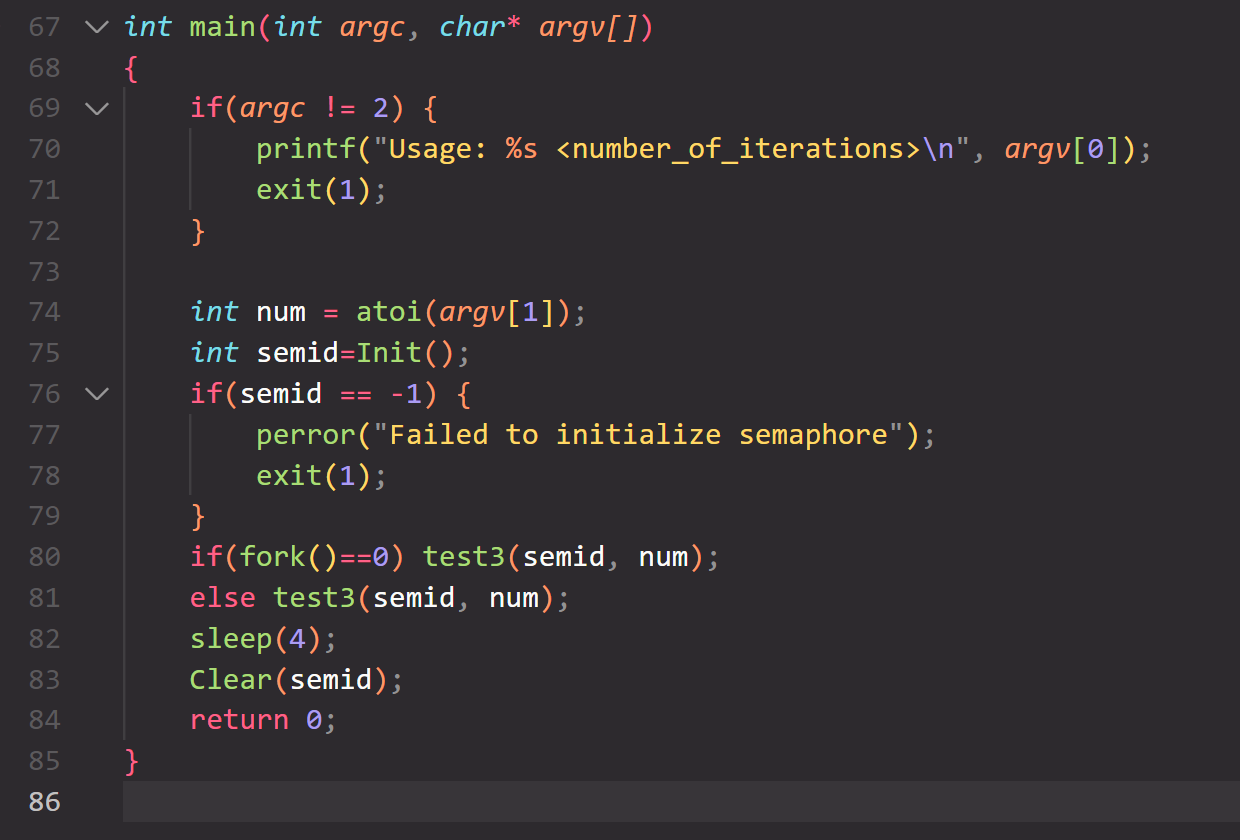 67 int main(int argc, char* argv[])
68 {
69     if(argc != 2) {
70         printf("Usage: %s <number_of_iterations>\n", argv[0]);
71         exit(1);
72     }
73
74     int num = atoi(argv[1]);
75     int semid=Init();
76     if(semid == -1) {
77         perror("Failed to initialize semaphore");
78         exit(1);
79     }
80     if(fork()==0) test3(semid, num);
81     else test3(semid, num);
82     sleep(4);
83     Clear(semid);
84     return 0;
85 }
86